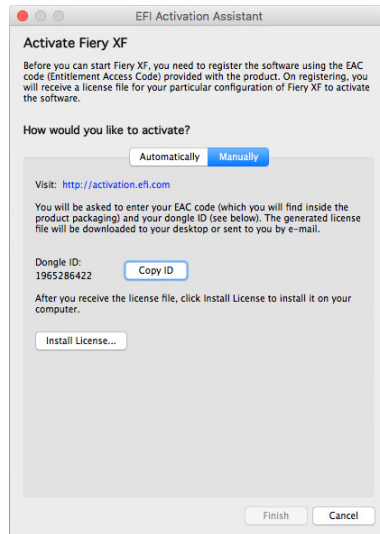 EFI Activation Assistant
Activate Fiery XF
Before you can start Fiery XF, you need to register the software using the EAC
code (Entitlement Access Code) provided with the product. On registering, you
will receive a license file for your particular configuration of Fiery XF to activate
the software.
How would you like to activate?
Automatically Manually
Visit: http://activation.efi.com
You will be asked to enter your EAC code (which you will find inside the
product packaging) and your dongle ID (see below). The generated license
file will be downloaded to your desktop or sent to you by e-mail.
Dongle ID:
1965286422 Copy ID
After you receive the license file, click Install License to install it on your
computer.
Install License...
Finish Cancel